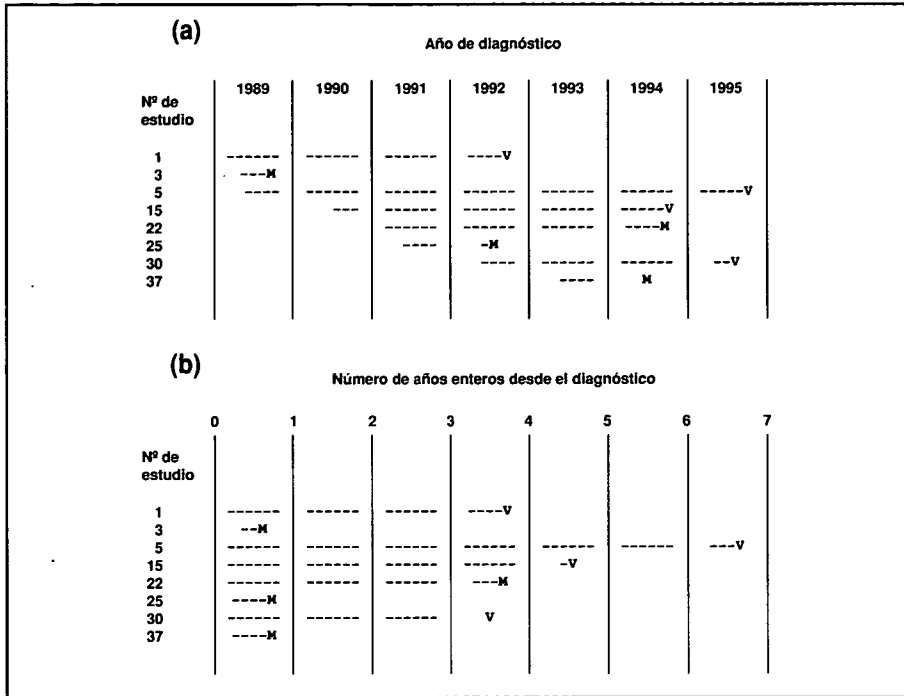 (a)
Año de diagnóstico
1989 1990 1991 1992 1993 1994 1995
Nº de
estudio
1 ------ ------ ------ ----V
3 ---M
5 ---- ------ ------ ------ ------ ------ -----V
15 --- ------ ------ ------ -----V
22 ------ ------ ------ ----M
25 ---- -M
30 ---- ------ ------ --V
37 ---- M
(b)
Número de años enteros desde el diagnóstico
0 1 2 3 4 5 6 7
Nº de
estudio
1 ------ ------ ------ ----V
3 --M
5 ------ ------ ------ ------ ------ ------ ---V
15 ------ ------ ------ ------ -V
22 ------ ------ ------ ---M
25 ----M
30 ------ ------ ------ V
37 ----M